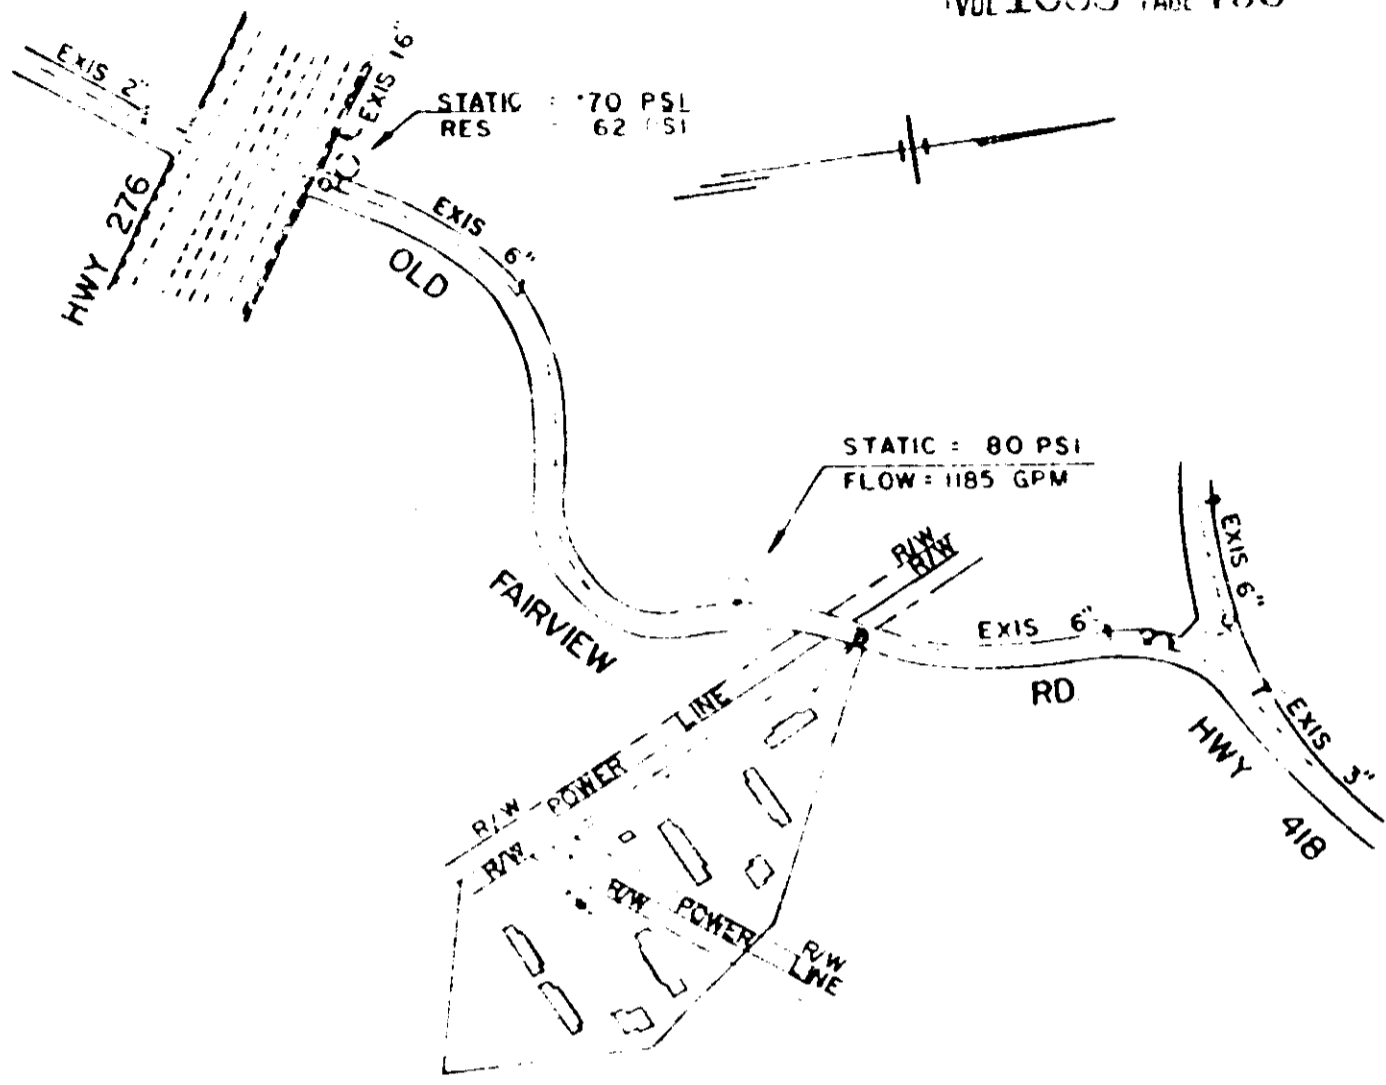 VOL
EXIS 2"
EXIS 16"
STATIC : 70 PSI
RES 62 PSI
HWY 276
EXIS 6"
OLD
STATIC = 80 PSI
FLOW = 1185 GPM
R/W
R/W
EXIS 6"
FAIRVIEW
EXIS 6"
RD
LINE
EXIS 3"
HWY 418
POWER
R/W
R/W
R/W POWER
R/W
LINE